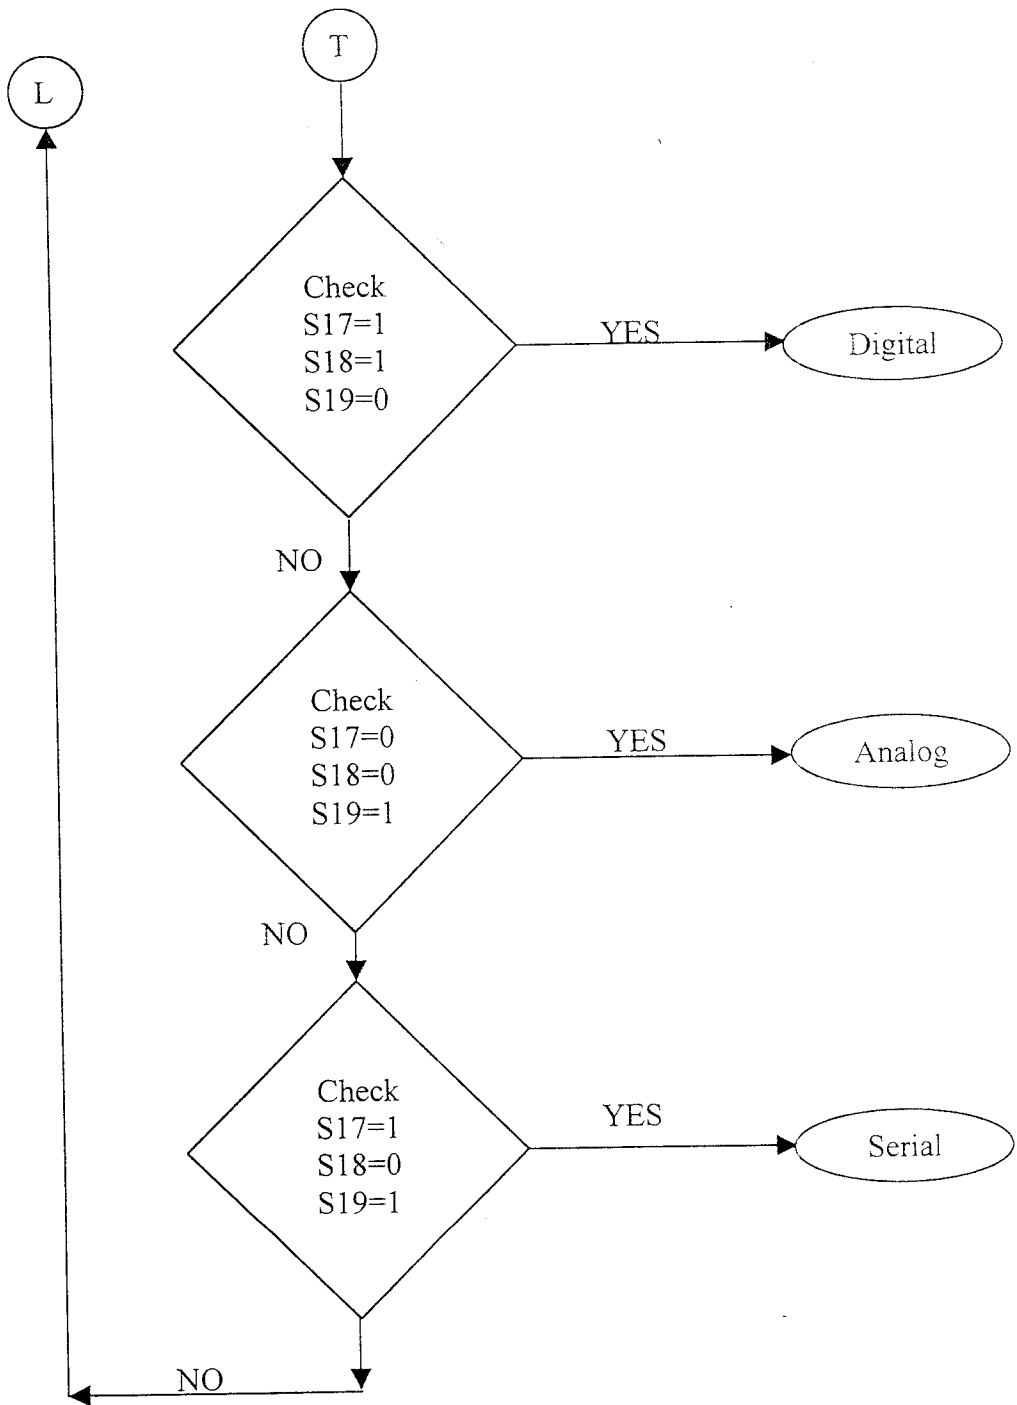 T
L
Check
S17=1
S18=1
S19=0
YES
Digital
NO
Check
S17=0
S18=0
S19=1
YES
Analog
NO
Check
S17=1
S18=0
S19=1
YES
Serial
NO